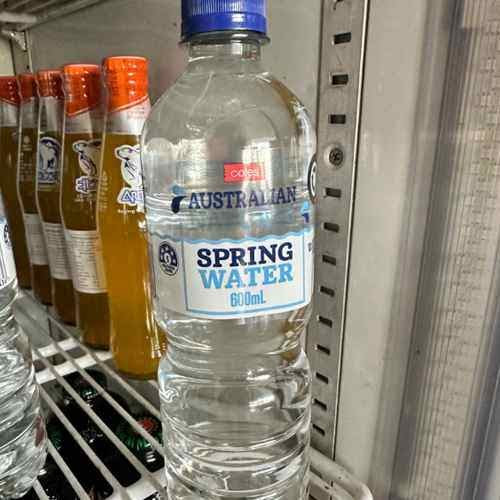 coles
AUSTRALIAN
SPRING
WATER
600mL